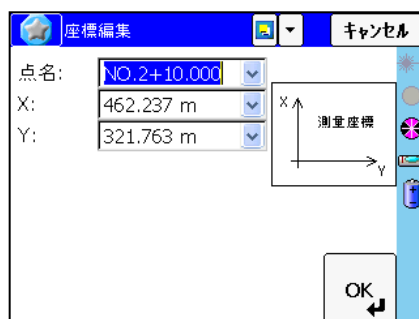 座標編集 キャンセル
点名: NO.2+10.000
X: 462.237 m
Y: 321.763 m
X
測量座標
Y
OK